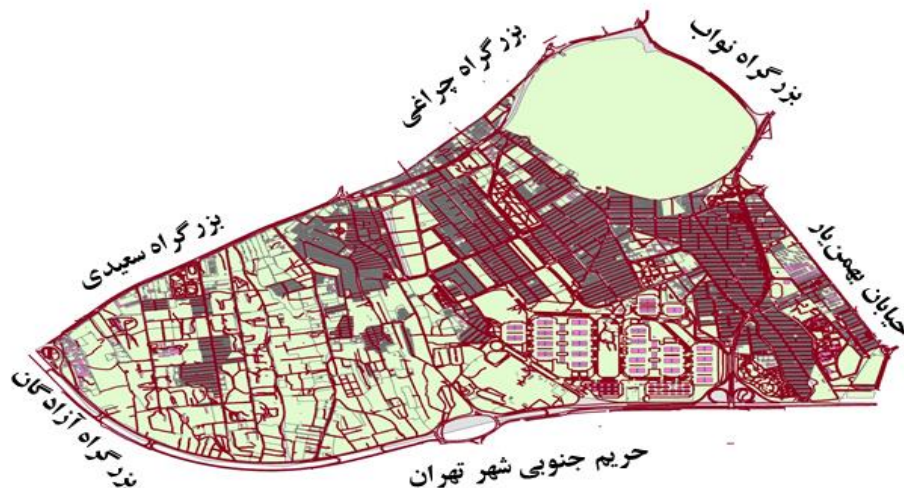 بزرگراه نواب
بزرگراه چراغی
خیابان بهمن‌یار
بزرگراه سعیدی
بزرگراه آزادگان
حریم جنوبی شهر تهران